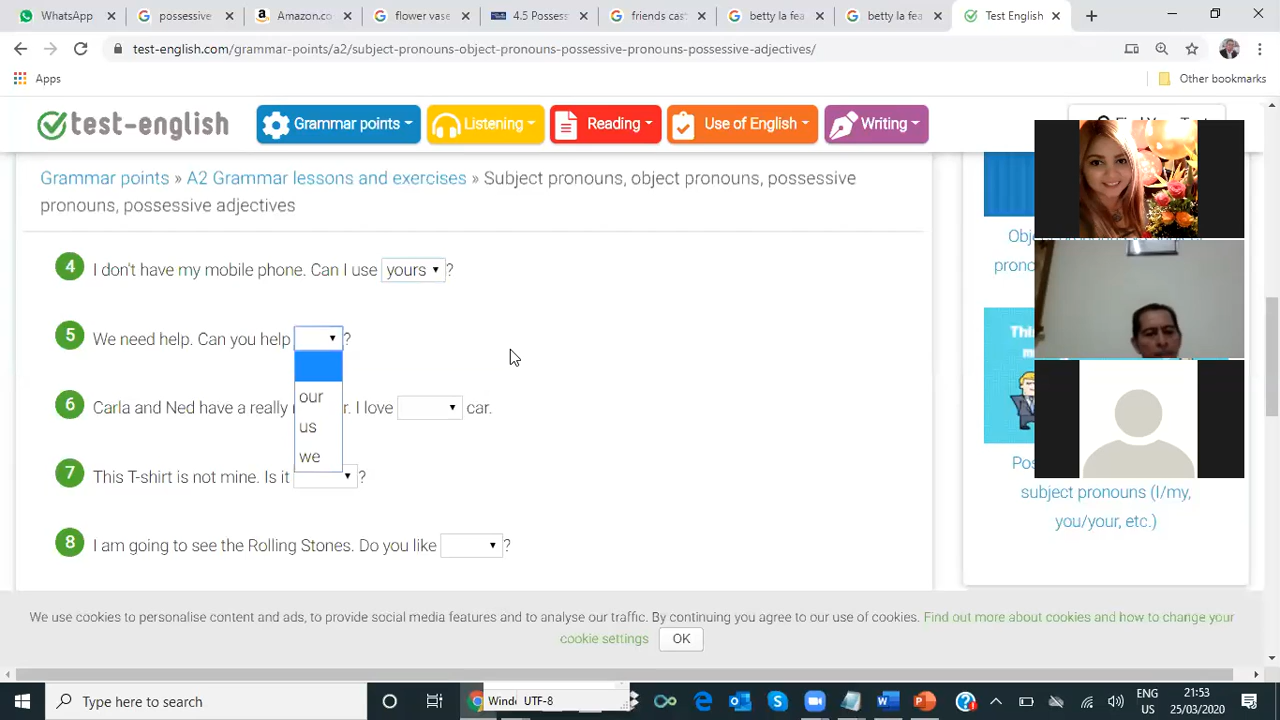 WhatsApp
possessive
Amazon.co
flower vase
4.5 Possess
friends cas
betty la fea
betty la fea
Test English
test-english.com/grammar-points/a2/subject-pronouns-object-pronouns-possessive-pronouns-possessive-adjectives/
Apps
Other bookmarks
test-english
Grammar points
Listening
Reading
Use of English
Writing
Grammar points » A2 Grammar lessons and exercises » Subject pronouns, object pronouns, possessive
pronouns, possessive adjectives
4 I don't have my mobile phone. Can I use yours ?
5 We need help. Can you help ?
our
us
we
6 Carla and Ned have a really r. I love car.
7 This T-shirt is not mine. Is it ?
8 I am going to see the Rolling Stones. Do you like ?
subject pronouns (I/my,
you/your, etc.)
We use cookies to personalise content and ads, to provide social media features and to analyse our traffic. By continuing you agree to our use of cookies. Find out more about cookies and how to change your
cookie settings OK
Type here to search
UTF-8
ENG
US
21:53
25/03/2020